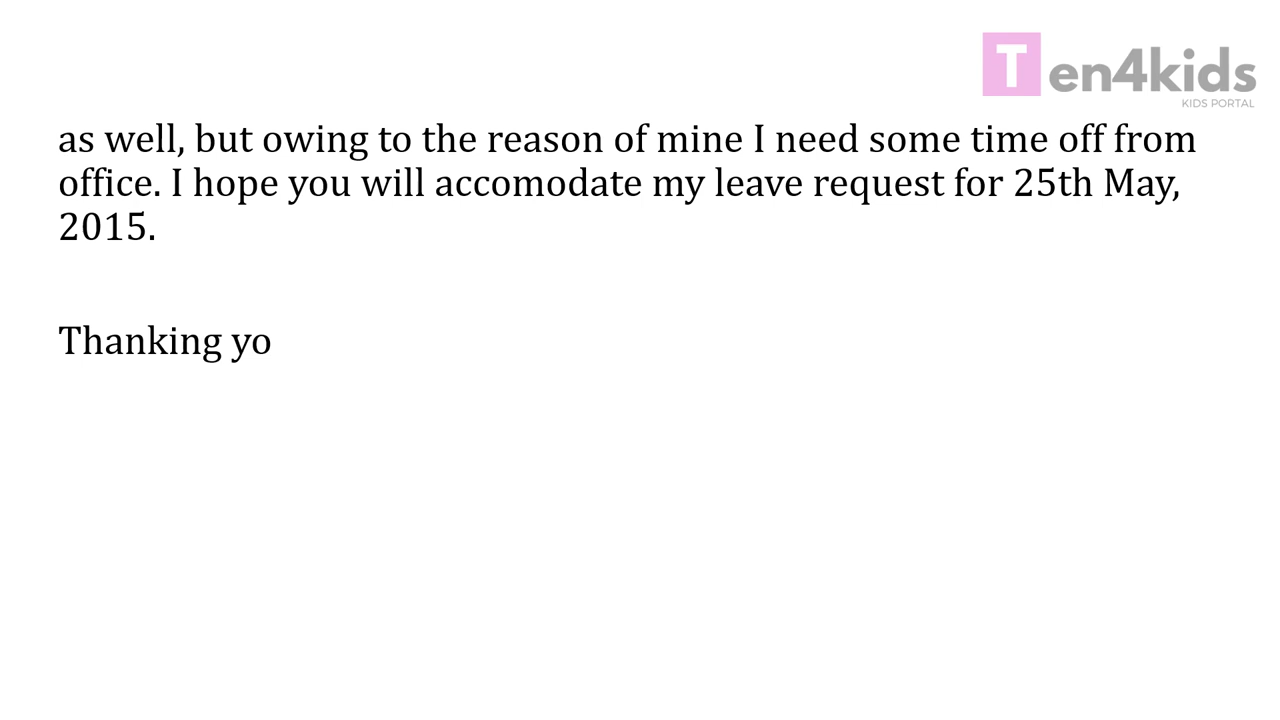 Ten4kids
KIDS PORTAL
as well, but owing to the reason of mine I need some time off from
office. I hope you will accomodate my leave request for 25th May,
2015.
Thanking yo